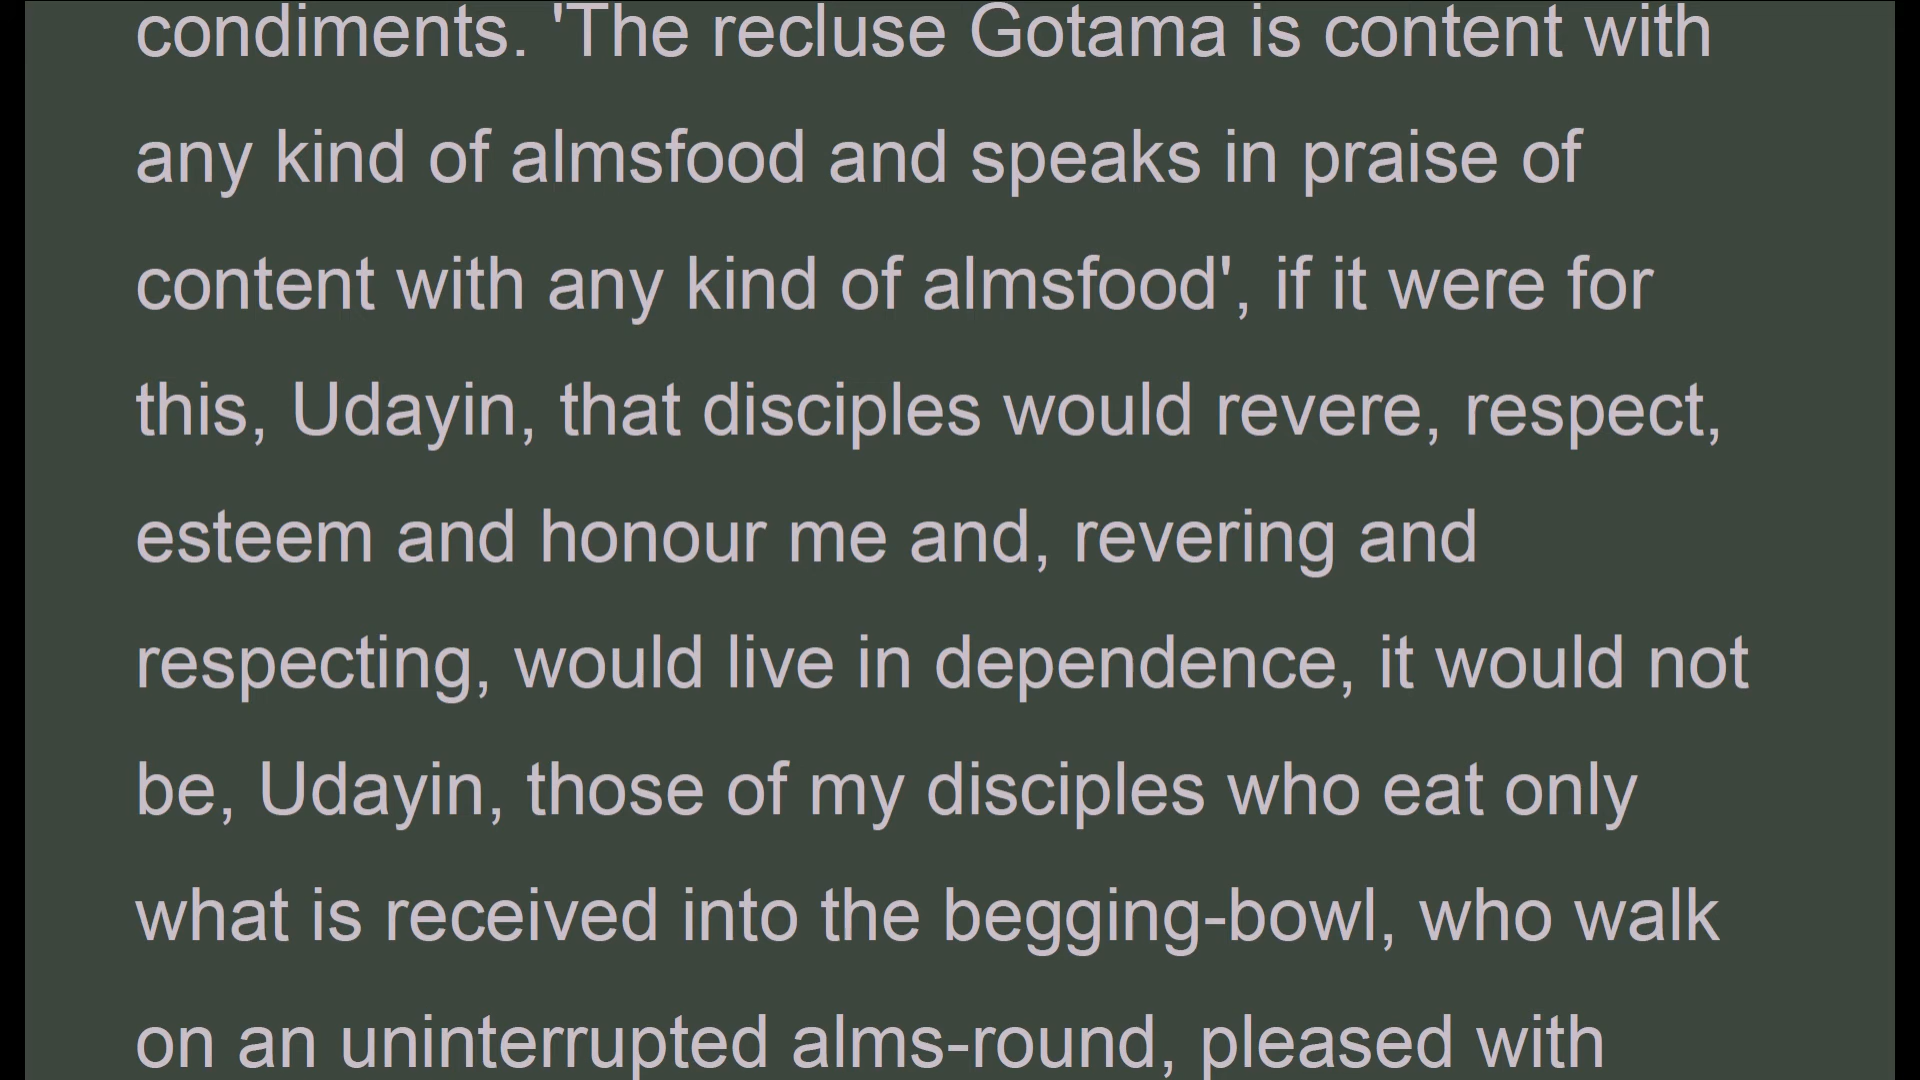 condiments. 'The recluse Gotama is content with
any kind of almsfood and speaks in praise of
content with any kind of almsfood', if it were for
this, Udayin, that disciples would revere, respect,
esteem and honour me and, revering and
respecting, would live in dependence, it would not
be, Udayin, those of my disciples who eat only
what is received into the begging-bowl, who walk
on an uninterrupted alms-round, pleased with